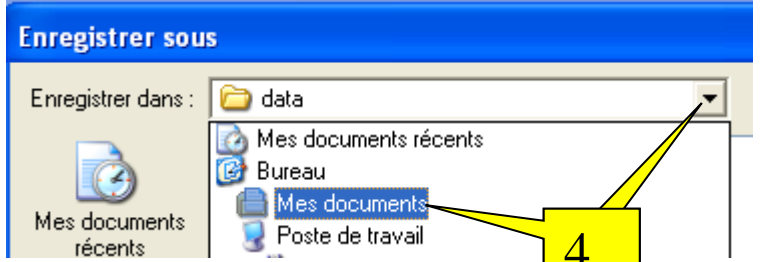 Enregistrer sous
Enregistrer dans :
data
Mes documents récents
Bureau
Mes documents
Poste de travail
Mes documents
récents
4